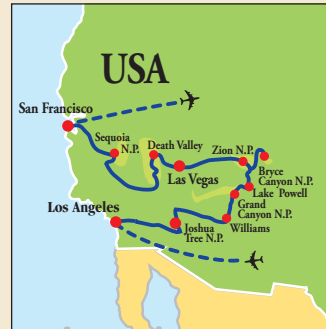 USA
San Francisco
Sequoia
N.P.
Death Valley
Las Vegas
Zion N.P.
Bryce
Canyon N.P.
Lake Powell
Grand
Canyon N.P.
Williams
Los Angeles
Joshua
Tree N.P.